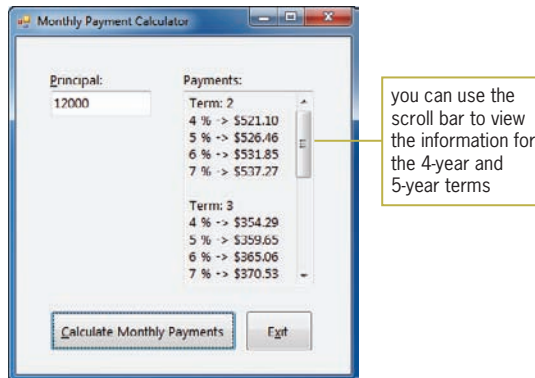 Monthly Payment Calculator
Principal:
12000
Payments:
Term: 2
4 % -> $521.10
5 % -> $526.46
6 % -> $531.85
7 % -> $537.27
Term: 3
4 % -> $354.29
5 % -> $359.65
6 % -> $365.06
7 % -> $370.53
Calculate Monthly Payments
Exit
you can use the
scroll bar to view
the information for
the 4-year and
5-year terms